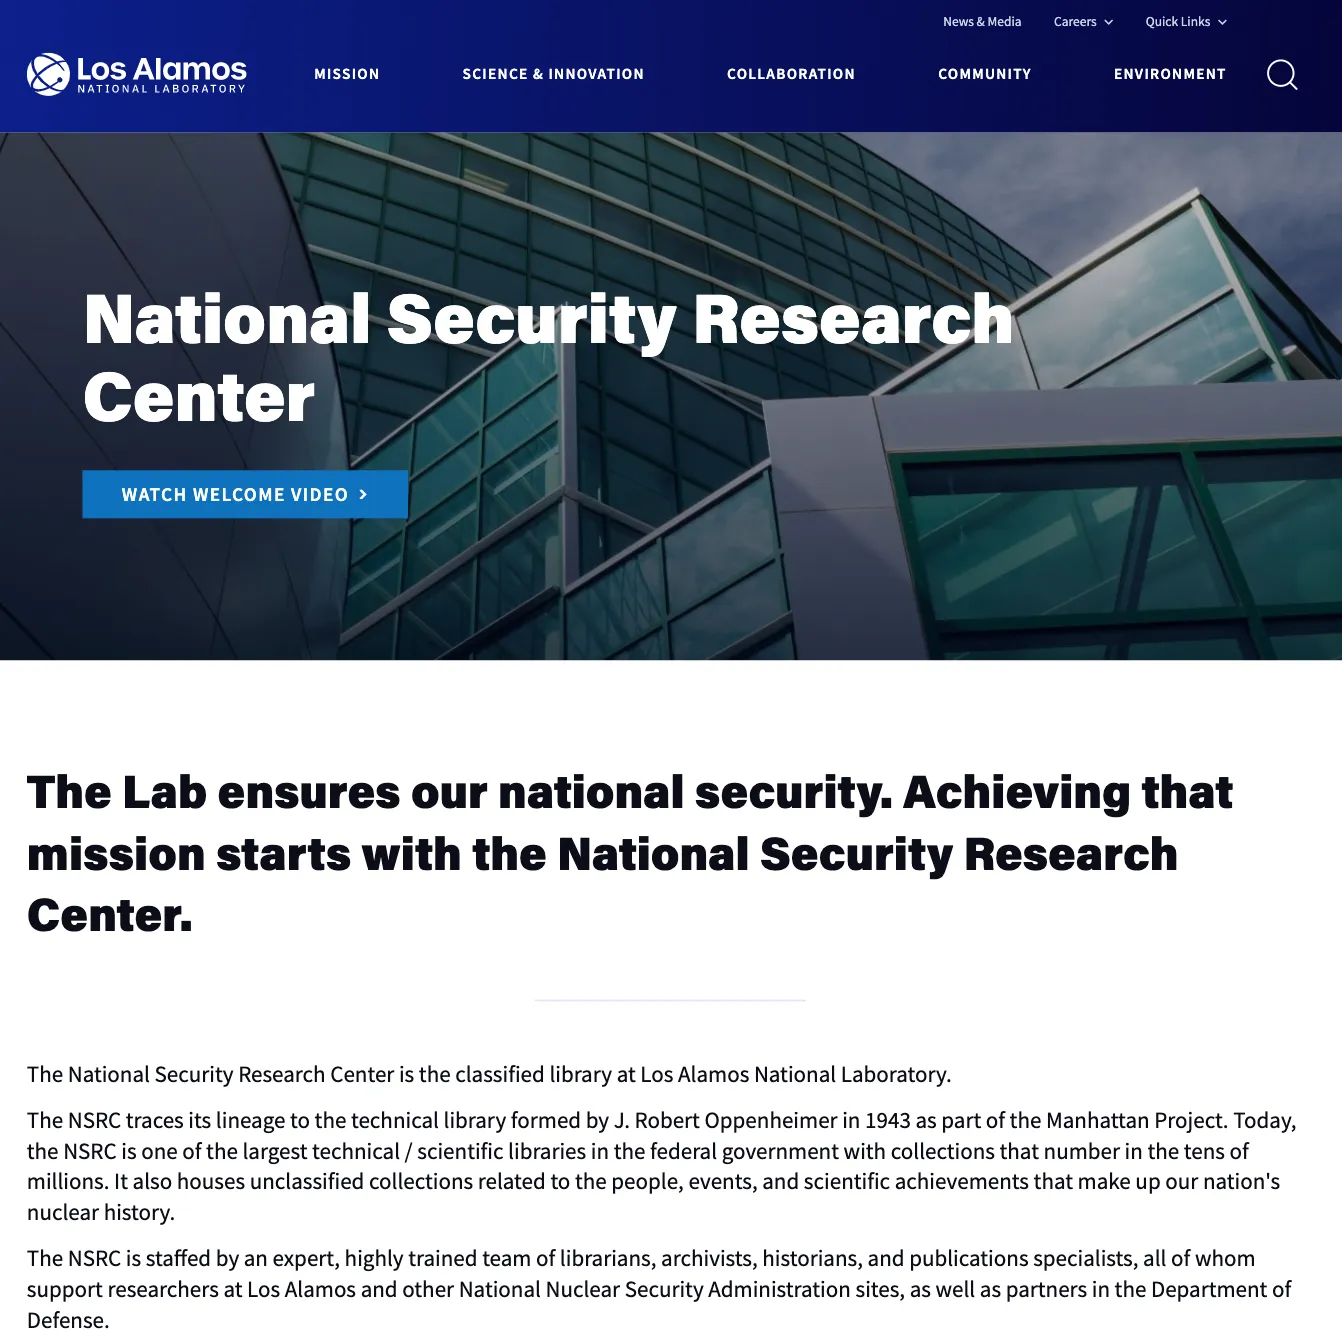 News & Media Careers Quick Links
Los Alamos
NATIONAL LABORATORY
MISSION SCIENCE & INNOVATION COLLABORATION COMMUNITY ENVIRONMENT
National Security Research
Center
WATCH WELCOME VIDEO
The Lab ensures our national security. Achieving that
mission starts with the National Security Research
Center.
The National Security Research Center is the classified library at Los Alamos National Laboratory.
The NSRC traces its lineage to the technical library formed by J. Robert Oppenheimer in 1943 as part of the Manhattan Project. Today,
the NSRC is one of the largest technical / scientific libraries in the federal government with collections that number in the tens of
millions. It also houses unclassified collections related to the people, events, and scientific achievements that make up our nation's
nuclear history.
The NSRC is staffed by an expert, highly trained team of librarians, archivists, historians, and publications specialists, all of whom
support researchers at Los Alamos and other National Nuclear Security Administration sites, as well as partners in the Department of
Defense.